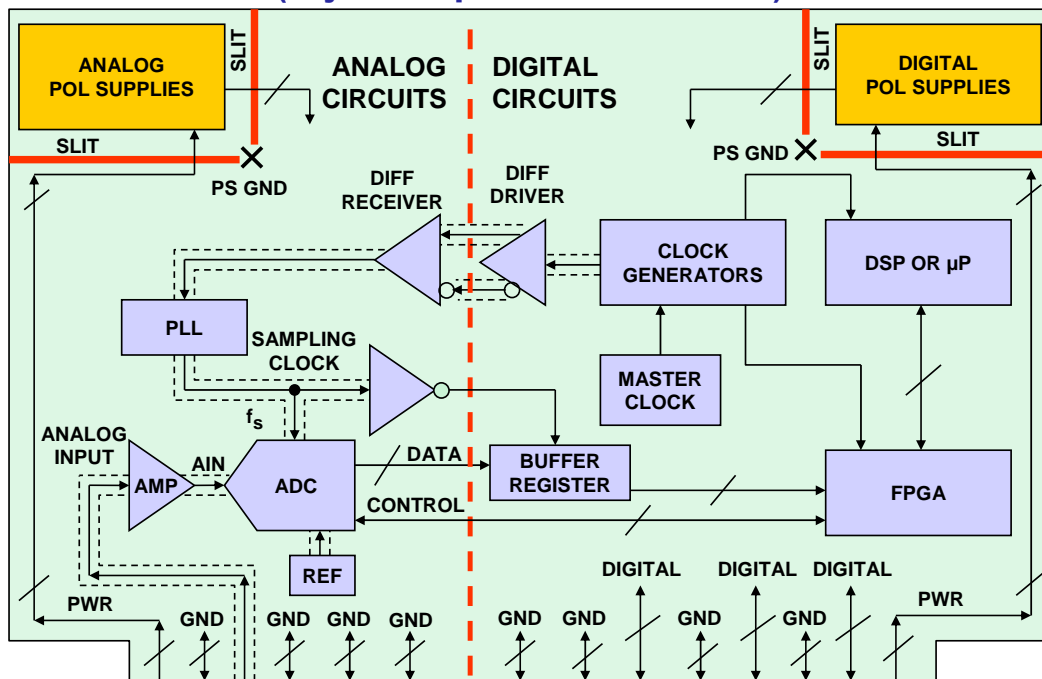 SLIT
ANALOG
POL SUPPLIES
ANALOG
CIRCUITS
DIGITAL
CIRCUITS
SLIT
DIGITAL
POL SUPPLIES
SLIT
PS GND
PS GND
SLIT
DIFF
RECEIVER
DIFF
DRIVER
CLOCK
GENERATORS
DSP OR µP
PLL
SAMPLING
CLOCK
MASTER
CLOCK
fs
ANALOG
INPUT
AMP
AIN
ADC
DATA
BUFFER
REGISTER
FPGA
CONTROL
REF
DIGITAL
DIGITAL
DIGITAL
PWR
GND
GND
GND
GND
GND
GND
GND
GND
PWR